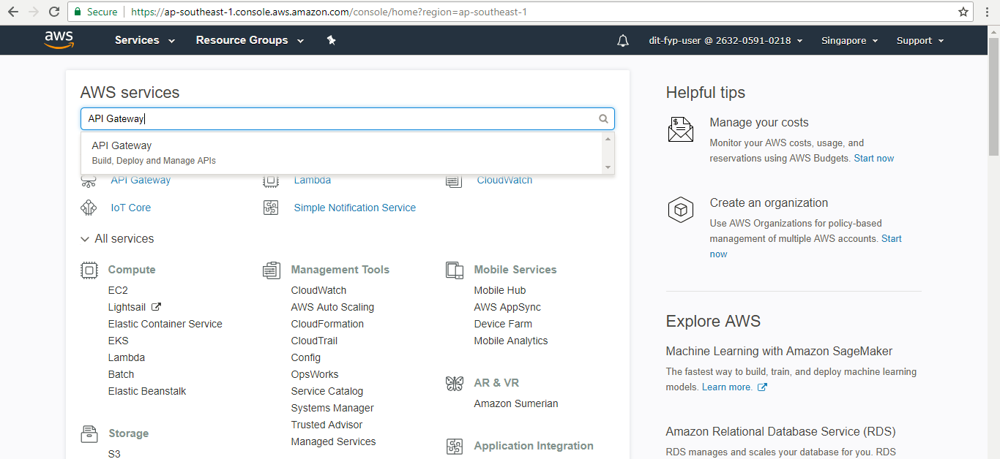 Secure
https://ap-southeast-1.console.aws.amazon.com/console/home?region=ap-southeast-1
aws
Services
Resource Groups
dit-fyp-user @ 2632-0591-0218
Singapore
Support
AWS services
API Gateway
API Gateway
Build, Deploy and Manage APIs
API Gateway
Lambda
CloudWatch
IoT Core
Simple Notification Service
All services
Compute
EC2
Lightsail
Elastic Container Service
EKS
Lambda
Batch
Elastic Beanstalk
Storage
S3
Management Tools
CloudWatch
AWS Auto Scaling
CloudFormation
CloudTrail
Config
OpsWorks
Service Catalog
Systems Manager
Trusted Advisor
Managed Services
Mobile Services
Mobile Hub
AWS AppSync
Device Farm
Mobile Analytics
AR & VR
Amazon Sumerian
Application Integration
Helpful tips
Manage your costs
Monitor your AWS costs, usage, and
reservations using AWS Budgets. Start now
Create an organization
Use AWS Organizations for policy-based
management of multiple AWS accounts. Start
now
Explore AWS
Machine Learning with Amazon SageMaker
The fastest way to build, train, and deploy machine learning
models. Learn more.
Amazon Relational Database Service (RDS)
RDS manages and scales your database for you. RDS